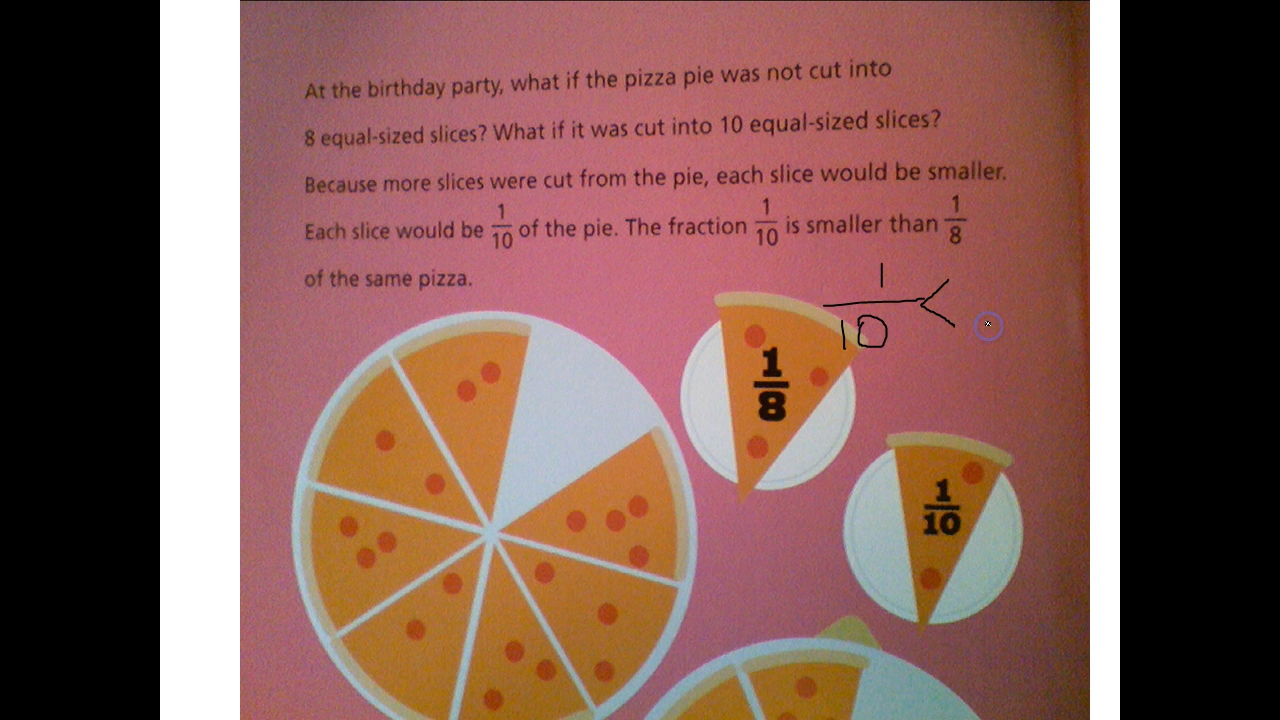 At the birthday party, what if the pizza pie was not cut into
8 equal-sized slices? What if it was cut into 10 equal-sized slices?
Because more slices were cut from the pie, each slice would be smaller.
Each slice would be 1/10 of the pie. The fraction 1/10 is smaller than 1/8
of the same pizza.
1/10 <
1/8
1/10